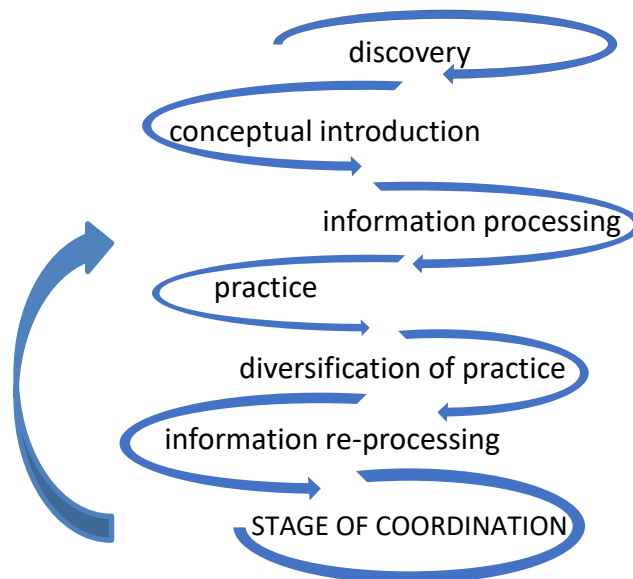 discovery
conceptual introduction
information processing
practice
diversification of practice
information re-processing
STAGE OF COORDINATION